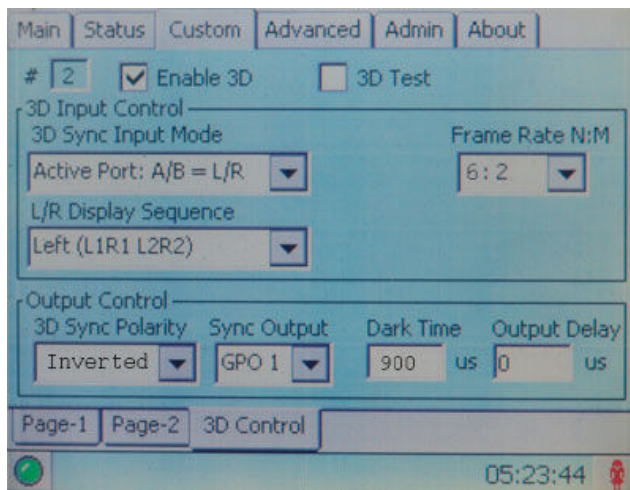 Main Status Custom Advanced Admin About
# 2 Enable 3D 3D Test
3D Input Control
3D Sync Input Mode Frame Rate N:M
Active Port: A/B = L/R 6:2
L/R Display Sequence
Left (L1R1 L2R2)
Output Control
3D Sync Polarity Sync Output Dark Time Output Delay
Inverted GPO 1 900 us 0 us
Page-1 Page-2 3D Control
05:23:44